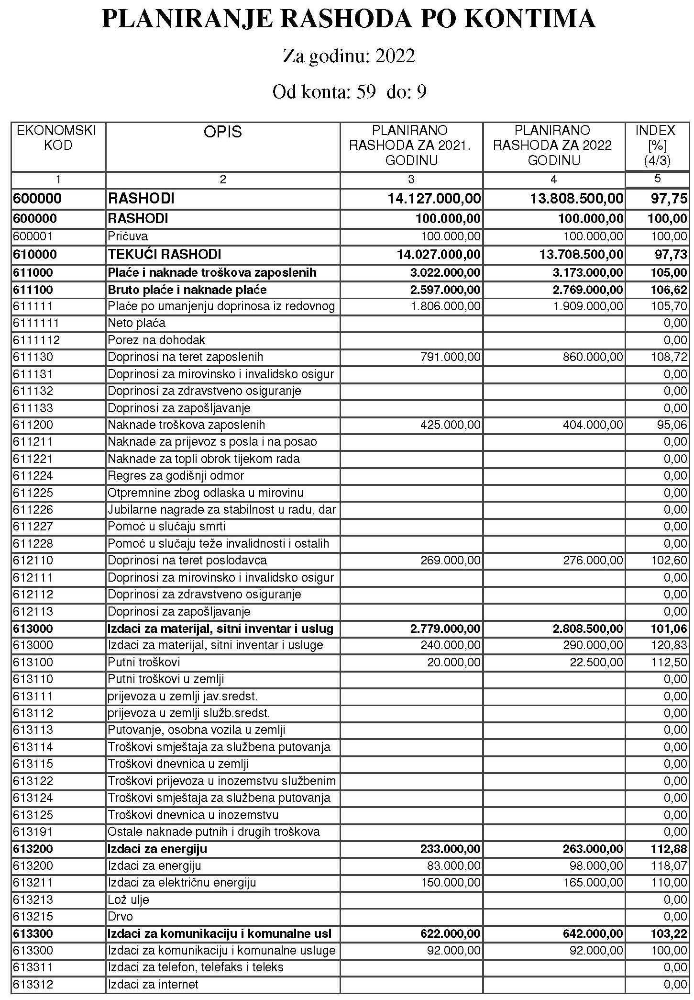 PLANIRANJE RASHODA PO KONTIMA
Za godinu: 2022
Od konta: 59 do: 9
EKONOMSKI KOD OPIS PLANIRANO RASHODA ZA 2021. GODINU PLANIRANO RASHODA ZA 2022 GODINU INDEX [%] (4/3)
1 2 3 4 5
600000 RASHODI 14.127.000,00 13.808.500,00 97,75
600000 RASHODI 100.000,00 100.000,00 100,00
600001 Pričuva 100.000,00 100.000,00 100,00
610000 TEKUĆI RASHODI 14.027.000,00 13.708.500,00 97,73
611000 Plaće i naknade troškova zaposlenih 3.022.000,00 3.173.000,00 105,00
611100 Bruto plaće i naknade plaće 2.597.000,00 2.769.000,00 106,62
611111 Plaće po umanjenju doprinosa iz redovnog 1.806.000,00 1.909.000,00 105,70
6111111 Neto plaća 0,00
6111112 Porez na dohodak 0,00
611130 Doprinosi na teret zaposlenih 791.000,00 860.000,00 108,72
611131 Doprinosi za mirovinsko i invalidsko osigur 0,00
611132 Doprinosi za zdravstveno osiguranje 0,00
611133 Doprinosi za zapošljavanje 0,00
611200 Naknade troškova zaposlenih 425.000,00 404.000,00 95,06
611211 Naknade za prijevoz s posla i na posao 0,00
611221 Naknade za topli obrok tijekom rada 0,00
611224 Regres za godišnji odmor 0,00
611225 Otpremnine zbog odlaska u mirovinu 0,00
611226 Jubilarne nagrade za stabilnost u radu, dar 0,00
611227 Pomoć u slučaju smrti 0,00
611228 Pomoć u slučaju teže invalidnosti i ostalih 0,00
612110 Doprinosi na teret poslodavca 269.000,00 276.000,00 102,60
612111 Doprinosi za mirovinsko i invalidsko osigur 0,00
612112 Doprinosi za zdravstveno osiguranje 0,00
612113 Doprinosi za zapošljavanje 0,00
613000 Izdaci za materijal, sitni inventar i uslug 2.779.000,00 2.808.500,00 101,06
613000 Izdaci za materijal, sitni inventar i usluge 240.000,00 290.000,00 120,83
613100 Putni troškovi 20.000,00 22.500,00 112,50
613110 Putni troškovi u zemlji 0,00
613111 prijevoza u zemlji jav.sredst. 0,00
613112 prijevoza u zemlji služb.sredst. 0,00
613113 Putovanje, osobna vozila u zemlji 0,00
613114 Troškovi smještaja za službena putovanja 0,00
613115 Troškovi dnevnica u zemlji 0,00
613122 Troškovi prijevoza u inozemstvu službenim 0,00
613124 Troškovi smještaja za službena putovanja 0,00
613125 Troškovi dnevnica u inozemstvu 0,00
613191 Ostale naknade putnih i drugih troškova 0,00
613200 Izdaci za energiju 233.000,00 263.000,00 112,88
613200 Izdaci za energiju 83.000,00 98.000,00 118,07
613211 Izdaci za električnu energiju 150.000,00 165.000,00 110,00
613213 Lož ulje 0,00
613215 Drvo 0,00
613300 Izdaci za komunikaciju i komunalne usl 622.000,00 642.000,00 103,22
613300 Izdaci za komunikaciju i komunalne usluge 92.000,00 92.000,00 100,00
613311 Izdaci za telefon, telefaks i teleks 0,00
613312 Izdaci za internet 0,00